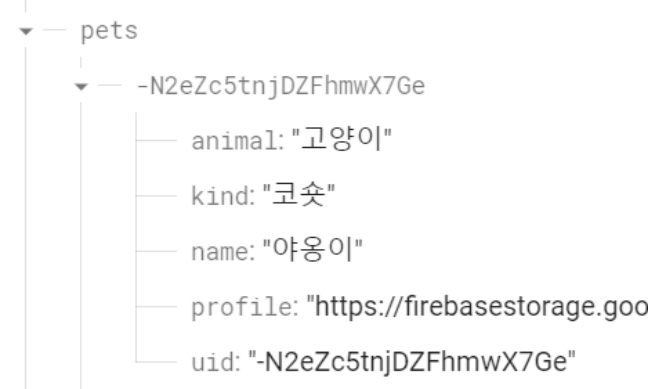 pets
-N2eZc5tnjDZFhmwX7Ge
animal: "고양이"
kind: "코숏"
name: "야옹이"
profile: "https://firebasestorage.goo
uid: "-N2eZc5tnjDZFhmwX7Ge"